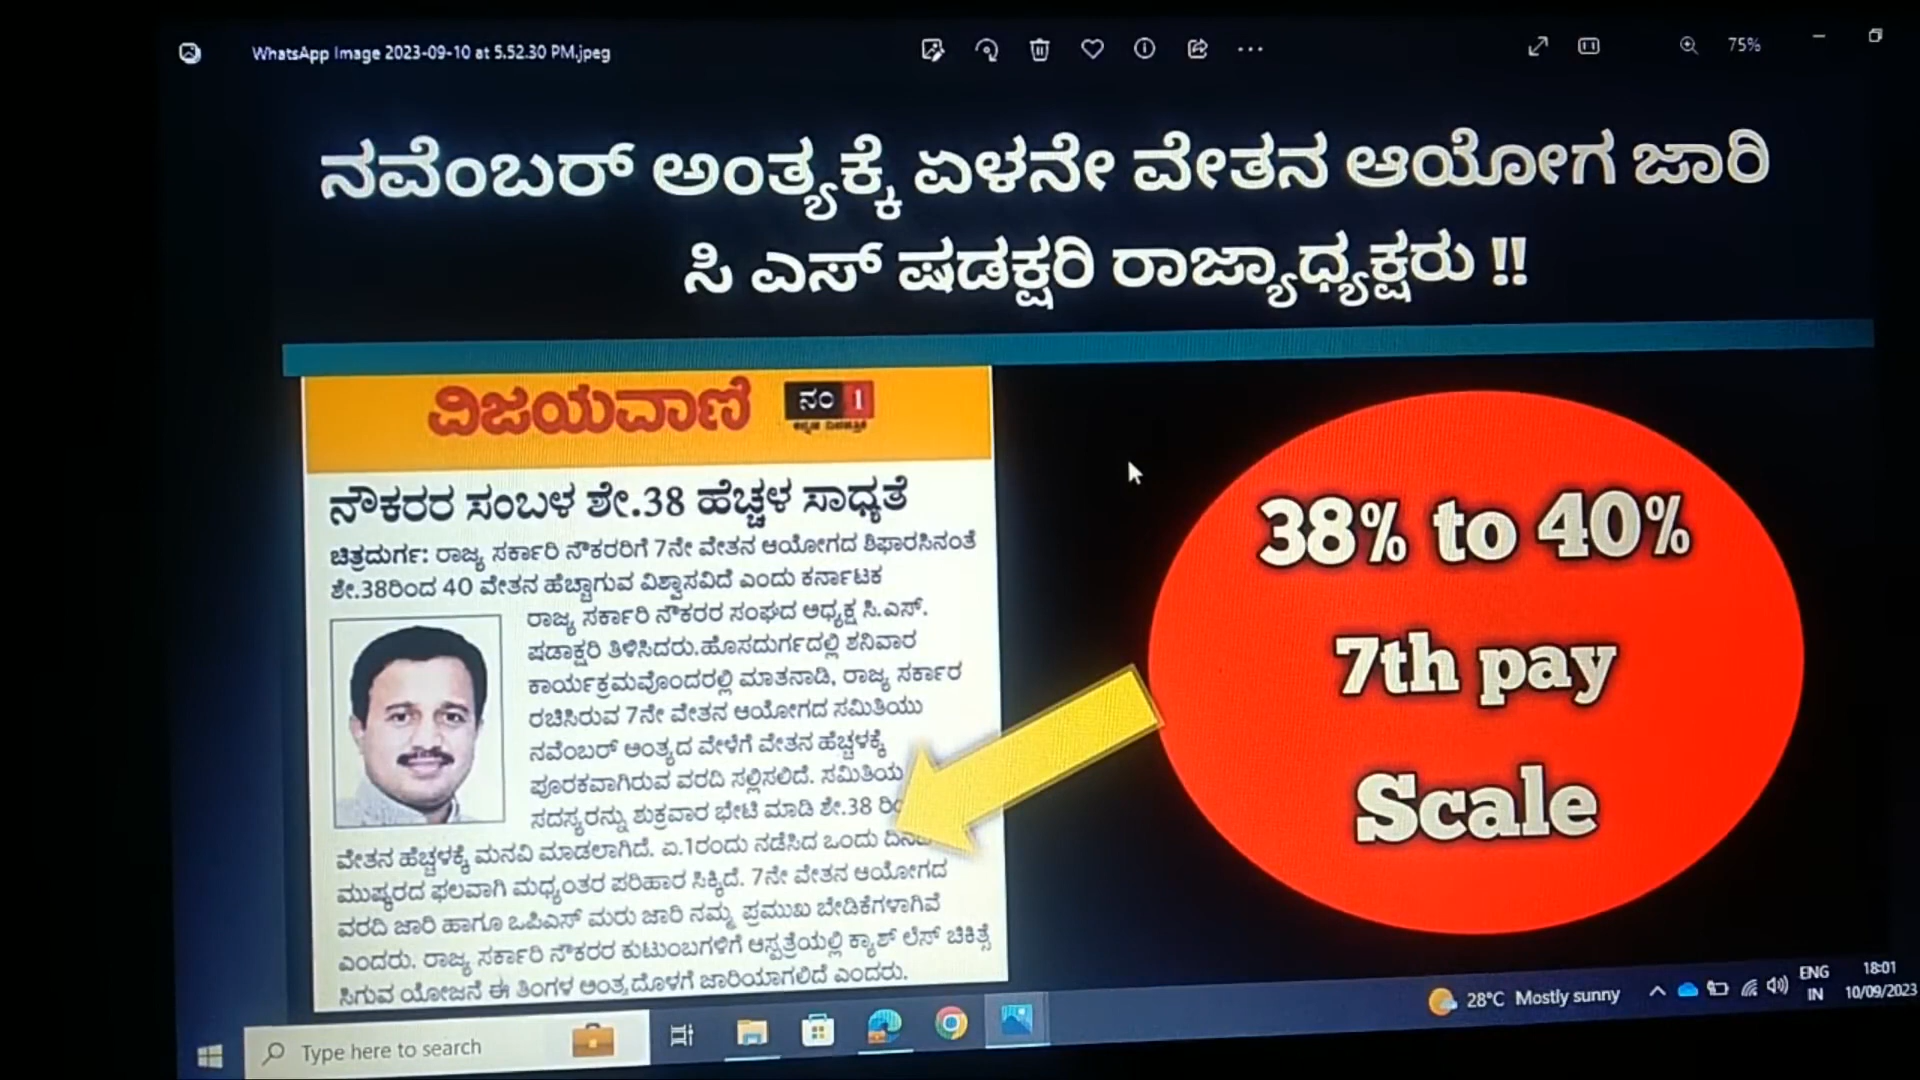 WhatsApp Image 2023-09-10 at 5.52.30 PM.jpeg
75%
ನವೆಂಬರ್ ಅಂತ್ಯಕ್ಕೆ ಏಳನೇ ವೇತನ ಆಯೋಗ ಜಾರಿ
ಸಿ ಎಸ್ ಷಡಕ್ಷರಿ ರಾಜ್ಯಾಧ್ಯಕ್ಷರು !!
ವಿಜಯವಾಣಿ
ನಂ 1
ನೌಕರರ ಸಂಬಳ ಶೇ.38 ಹೆಚ್ಚಳ ಸಾಧ್ಯತೆ
ಚಿತ್ರದುರ್ಗ: ರಾಜ್ಯ ಸರ್ಕಾರಿ ನೌಕರರಿಗೆ 7ನೇ ವೇತನ ಆಯೋಗದ ಶಿಫಾರಸಿನಂತೆ
ಶೇ.38ರಿಂದ 40 ವೇತನ ಹೆಚ್ಚಾಗುವ ವಿಶ್ವಾಸವಿದೆ ಎಂದು ಕರ್ನಾಟಕ
ರಾಜ್ಯ ಸರ್ಕಾರಿ ನೌಕರರ ಸಂಘದ ಅಧ್ಯಕ್ಷ ಸಿ.ಎಸ್.
ಷಡಾಕ್ಷರಿ ತಿಳಿಸಿದರು.ಹೊಸದುರ್ಗದಲ್ಲಿ ಶನಿವಾರ
ಕಾರ್ಯಕ್ರಮವೊಂದರಲ್ಲಿ ಮಾತನಾಡಿ, ರಾಜ್ಯ ಸರ್ಕಾರ
ರಚಿಸಿರುವ 7ನೇ ವೇತನ ಆಯೋಗದ ಸಮಿತಿಯು
ನವೆಂಬರ್ ಅಂತ್ಯದ ವೇಳೆಗೆ ವೇತನ ಹೆಚ್ಚಳಕ್ಕೆ
ಪೂರಕವಾಗಿರುವ ವರದಿ ಸಲ್ಲಿಸಲಿದೆ. ಸಮಿತಿಯ
ಸದಸ್ಯರನ್ನು ಶುಕ್ರವಾರ ಭೇಟಿ ಮಾಡಿ ಶೇ.38
ವೇತನ ಹೆಚ್ಚಳಕ್ಕೆ ಮನವಿ ಮಾಡಲಾಗಿದೆ. ಏ.1ರಂದು ನಡೆಸಿದ ಒಂದು
ಮುಷ್ಕರದ ಫಲವಾಗಿ ಮಧ್ಯಂತರ ಪರಿಹಾರ ಸಿಕ್ಕಿದೆ. 7ನೇ ವೇತನ ಆಯೋಗದ
ವರದಿ ಜಾರಿ ಹಾಗೂ ಒಪಿಎಸ್ ಮರು ಜಾರಿ ನಮ್ಮ ಪ್ರಮುಖ ಬೇಡಿಕೆಗಳಾಗಿವೆ
ಎಂದರು. ರಾಜ್ಯ ಸರ್ಕಾರಿ ನೌಕರರ ಕುಟುಂಬಗಳಿಗೆ ಆಸ್ಪತ್ರೆಯಲ್ಲಿ ಕ್ಯಾಶ್ ಲೆಸ್ ಚಿಕಿತ್ಸೆ
ಸಿಗುವ ಯೋಜನೆ ಈ ತಿಂಗಳ ಅಂತ್ಯದೊಳಗೆ ಜಾರಿಯಾಗಲಿದೆ ಎಂದರು.
38% to 40%
7th pay
Scale
Type here to search
28°C Mostly sunny
ENG
IN
18:01
10/09/2023